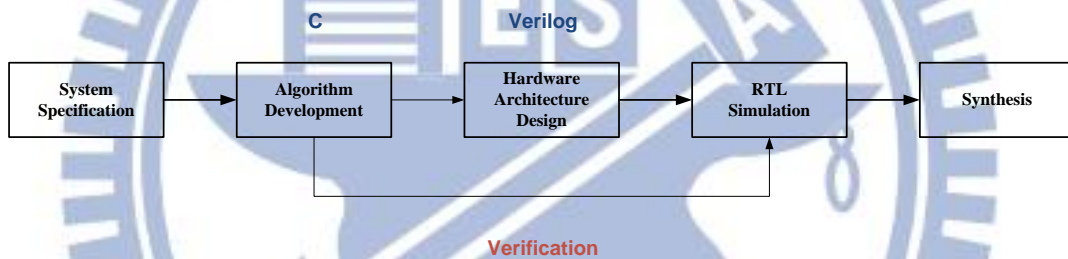 C
Verilog
System
Specification
Algorithm
Development
Hardware
Architecture
Design
RTL
Simulation
Synthesis
Verification